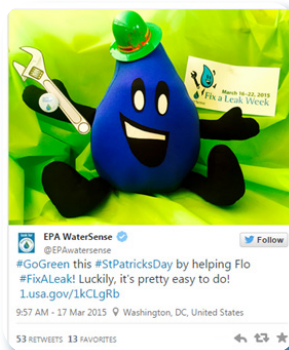 March 16-22, 2015
Fix a Leak Week
EPA WaterSense
@EPAwatersense
Follow
#GoGreen this #StPatricksDay by helping Flo
#FixALeak! Luckily, it's pretty easy to do!
1.usa.gov/1kCLgRb
9:57 AM - 17 Mar 2015 Washington, DC, United States
53 RETWEETS 13 FAVORITES